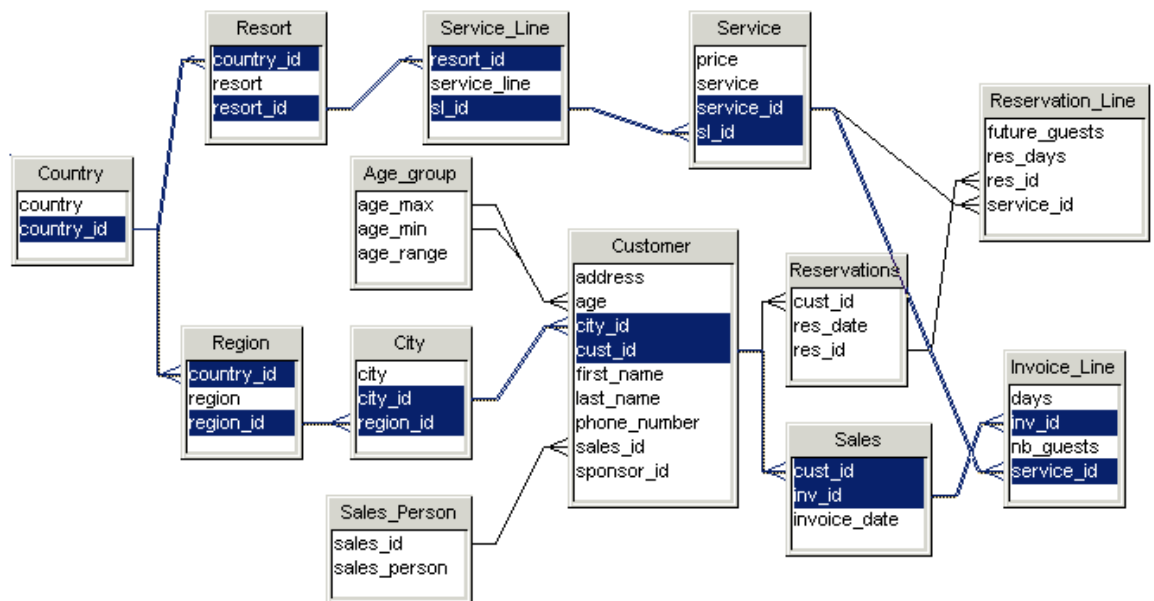 Resort
country_id
resort
resort_id
Service_Line
resort_id
service_line
sl_id
Service
price
service
service_id
sl_id
Reservation_Line
future_guests
res_days
res_id
service_id
Country
country
country_id
Age_group
age_max
age_min
age_range
Customer
address
age
city_id
cust_id
first_name
last_name
phone_number
sales_id
sponsor_id
Reservations
cust_id
res_date
res_id
Region
country_id
region
region_id
City
city
city_id
region_id
Invoice_Line
days
inv_id
nb_guests
service_id
Sales
cust_id
inv_id
invoice_date
Sales_Person
sales_id
sales_person